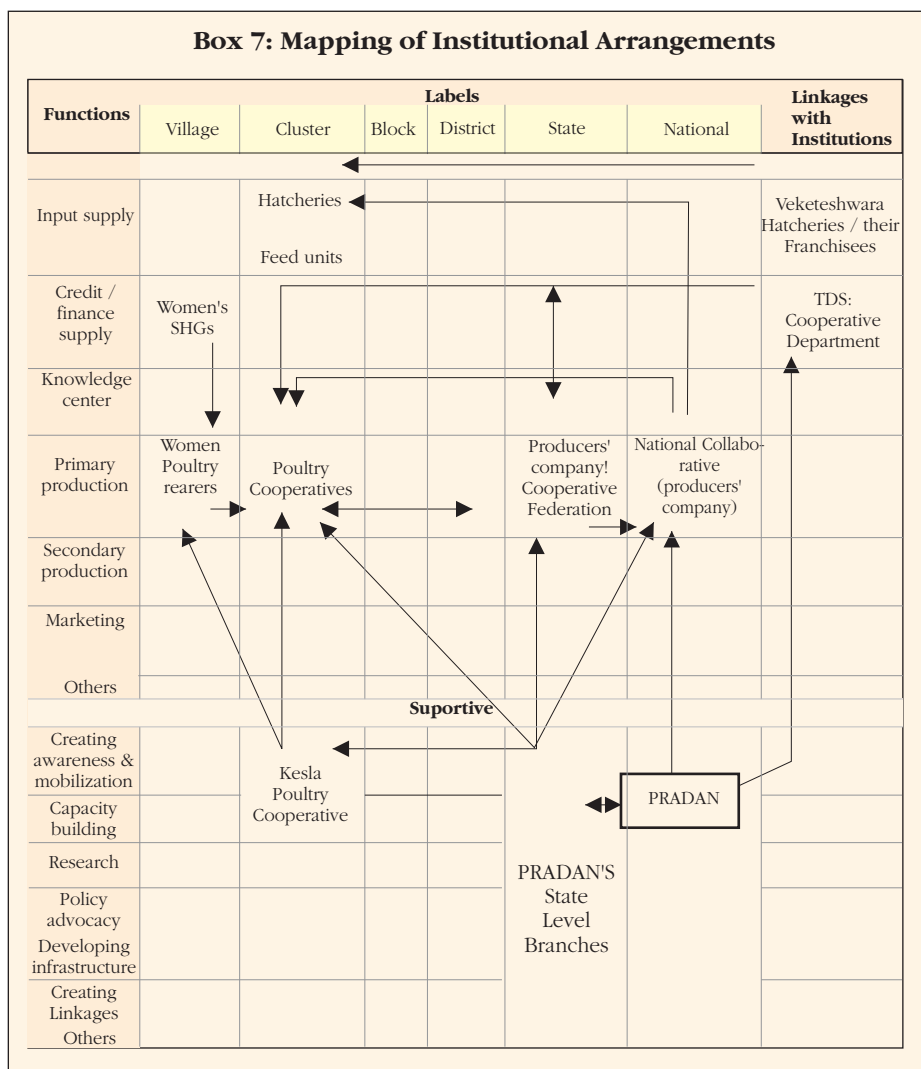 Box 7: Mapping of Institutional Arrangements
Functions
Labels
Linkages
with
Institutions
Village
Cluster
Block
District
State
National
Input supply
Hatcheries
Feed units
Veketeshwara
Hatcheries / their
Franchisees
Credit /
finance
supply
Women's
SHGs
TDS:
Cooperative
Department
Knowledge
center
Primary
production
Women
Poultry
rearers
Poultry
Cooperatives
Producers'
company!
Cooperative
Federation
National Collabo-
rative
(producers'
company)
Secondary
production
Marketing
Others
Suportive
Creating
awareness &
mobilization
Kesla
Poultry
Cooperative
PRADAN
Capacity
building
Research
PRADAN'S
State
Level
Branches
Policy
advocacy
Developing
infrastructure
Creating
Linkages
Others